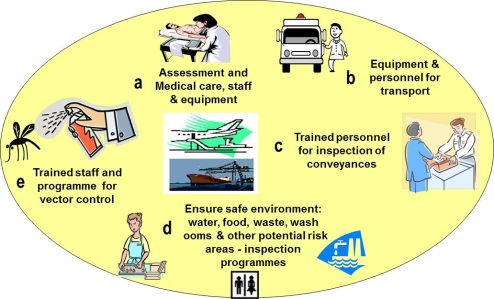 a
Assessment and
Medical care, staff
& equipment
b
Equipment &
personnel for
transport
c
Trained personnel
for inspection of
conveyances
d
Ensure safe environment:
water, food, waste, wash
ooms & other potential risk
areas - inspection
programmes
e
Trained staff and
programme for
vector control